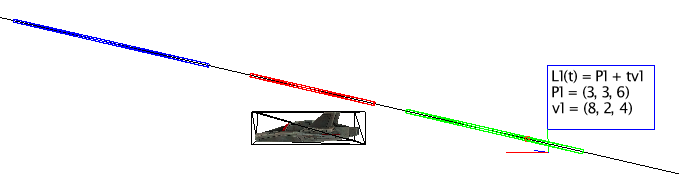 L1(t) = P1 + tv1
P1 = (3, 3, 6)
v1 = (8, 2, 4)